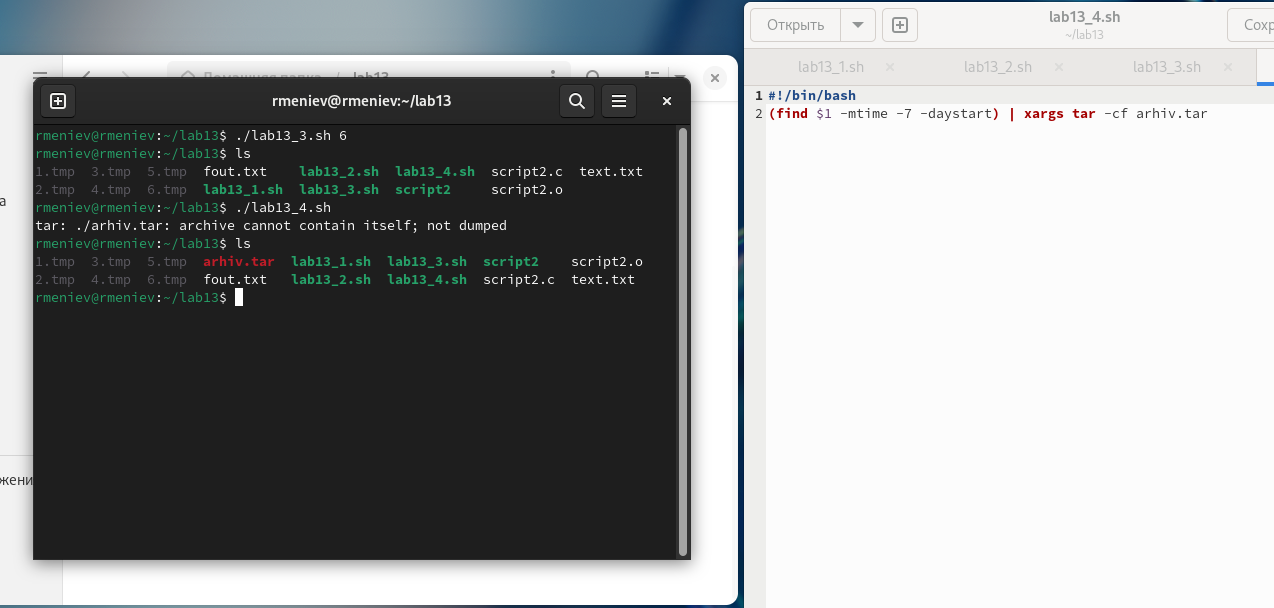 Открыть
lab13_4.sh
~/lab13
lab13_1.sh × lab13_2.sh × lab13_3.sh ×
1 #!/bin/bash
2 (find $1 -mtime -7 -daystart) | xargs tar -cf arhiv.tar
lab13
а
жени
rmeniev@rmeniev:~/lab13
rmeniev@rmeniev:~/lab13$ ./lab13_3.sh 6
rmeniev@rmeniev:~/lab13$ ls
1.tmp 3.tmp 5.tmp fout.txt lab13_2.sh lab13_4.sh script2.c text.txt
2.tmp 4.tmp 6.tmp lab13_1.sh lab13_3.sh script2 script2.o
rmeniev@rmeniev:~/lab13$ ./lab13_4.sh
tar: ./arhiv.tar: archive cannot contain itself; not dumped
rmeniev@rmeniev:~/lab13$ ls
1.tmp 3.tmp 5.tmp arhiv.tar lab13_1.sh lab13_3.sh script2 script2.o
2.tmp 4.tmp 6.tmp fout.txt lab13_2.sh lab13_4.sh script2.c text.txt
rmeniev@rmeniev:~/lab13$